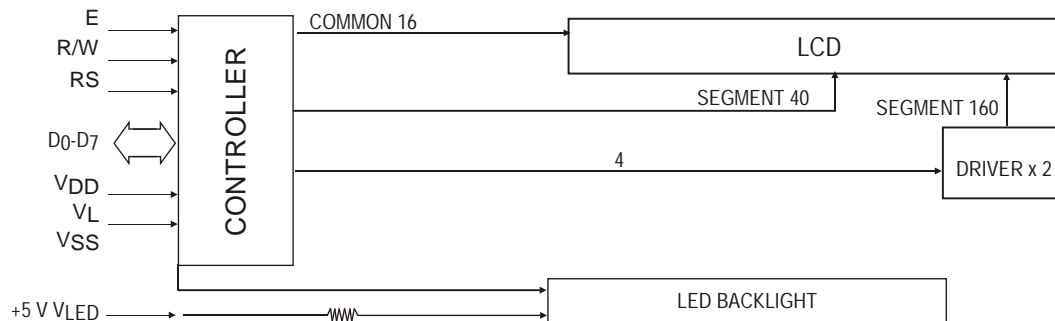 E
COMMON 16
R/W
LCD
RS
CONTROLLER
SEGMENT 40
SEGMENT 160
D0-D7
4
DRIVER x 2
VDD
VL
VSS
LED BACKLIGHT
+5 V VLED